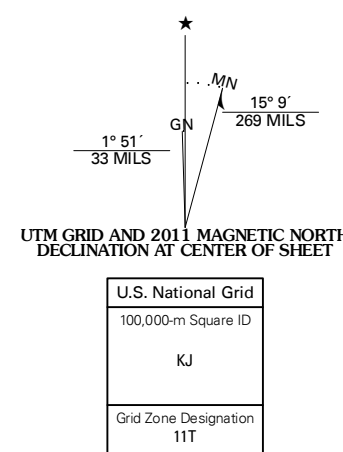 ★
MN
GN
15° 9´
269 MILS
1° 51´
33 MILS
UTM GRID AND 2011 MAGNETIC NORTH
DECLINATION AT CENTER OF SHEET
U.S. National Grid
100,000-m Square ID
KJ
Grid Zone Designation
11T